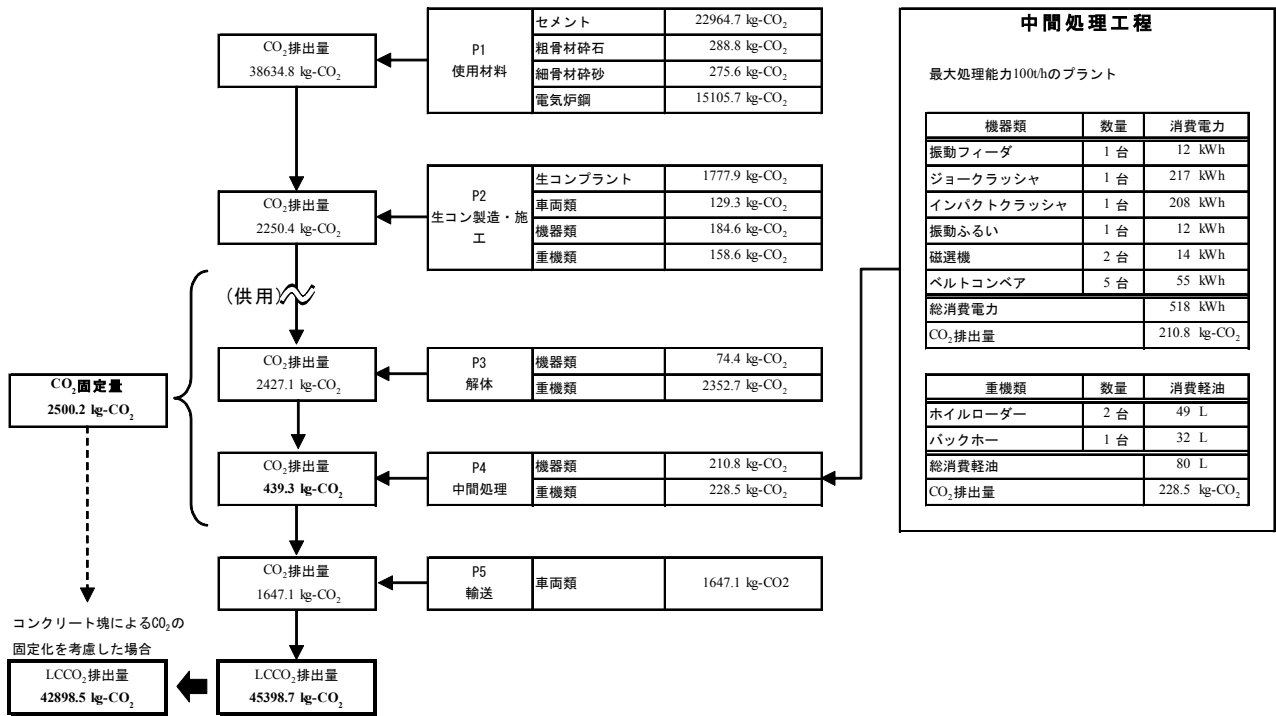 CO₂排出量
38634.8 kg-CO₂
P1
使用材料
セメント 22964.7 kg-CO₂
粗骨材砕石 288.8 kg-CO₂
細骨材砕砂 275.6 kg-CO₂
電気炉鋼 15105.7 kg-CO₂
CO₂排出量
2250.4 kg-CO₂
P2
生コン製造・施
工
生コンプラント 1777.9 kg-CO₂
車両類 129.3 kg-CO₂
機器類 184.6 kg-CO₂
重機類 158.6 kg-CO₂
(供用)
CO₂排出量
2427.1 kg-CO₂
P3
解体
機器類 74.4 kg-CO₂
重機類 2352.7 kg-CO₂
CO₂固定量
2500.2 kg-CO₂
CO₂排出量
439.3 kg-CO₂
P4
中間処理
機器類 210.8 kg-CO₂
重機類 228.5 kg-CO₂
CO₂排出量
1647.1 kg-CO₂
P5
輸送
車両類 1647.1 kg-CO2
コンクリート塊によるCO₂の
固定化を考慮した場合
LCCO₂排出量
42898.5 kg-CO₂
LCCO₂排出量
45398.7 kg-CO₂
中間処理工程
最大処理能力100t/hのプラント
機器類 数量 消費電力
振動フィーダ 1 台 12 kWh
ジョークラッシャ 1 台 217 kWh
インパクトクラッシャ 1 台 208 kWh
振動ふるい 1 台 12 kWh
磁選機 2 台 14 kWh
ベルトコンベア 5 台 55 kWh
総消費電力 518 kWh
CO₂排出量 210.8 kg-CO₂
重機類 数量 消費軽油
ホイルローダー 2 台 49 L
バックホー 1 台 32 L
総消費軽油 80 L
CO₂排出量 228.5 kg-CO₂